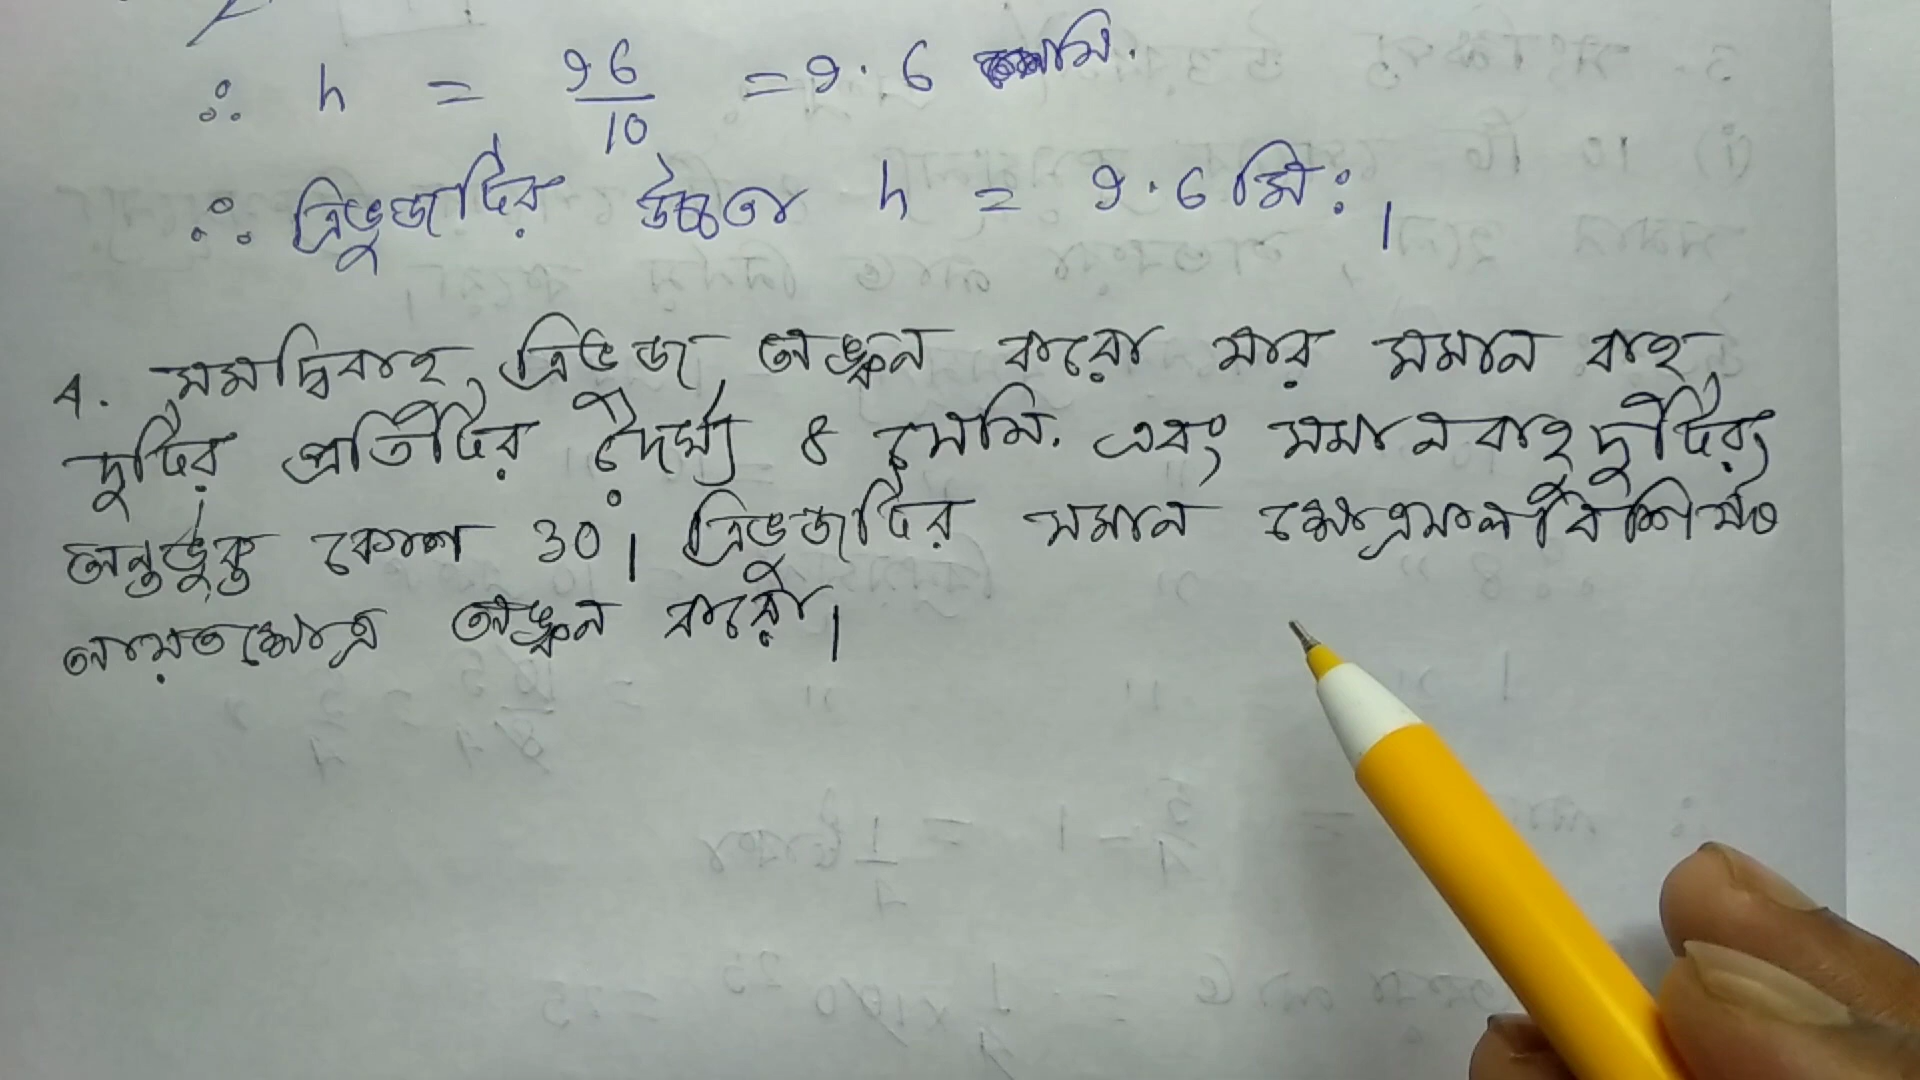 ∴ h = 96/10 = 9.6 মি.
∴ ত্রিভুজটির উচ্চতা h = 9.6 মি: ।
4. সমদ্বিবাহু ত্রিভুজ অঙ্কন করো যার সমান বাহু
দুটির প্রতিটির দৈর্ঘ্য 8 সেমি. এবং সমান বাহু দুটির
অন্তর্ভুক্ত কোণ 30। ত্রিভুজটির সমান ক্ষেত্রফল বিশিষ্ট
আয়তক্ষেত্র অঙ্কন করো।